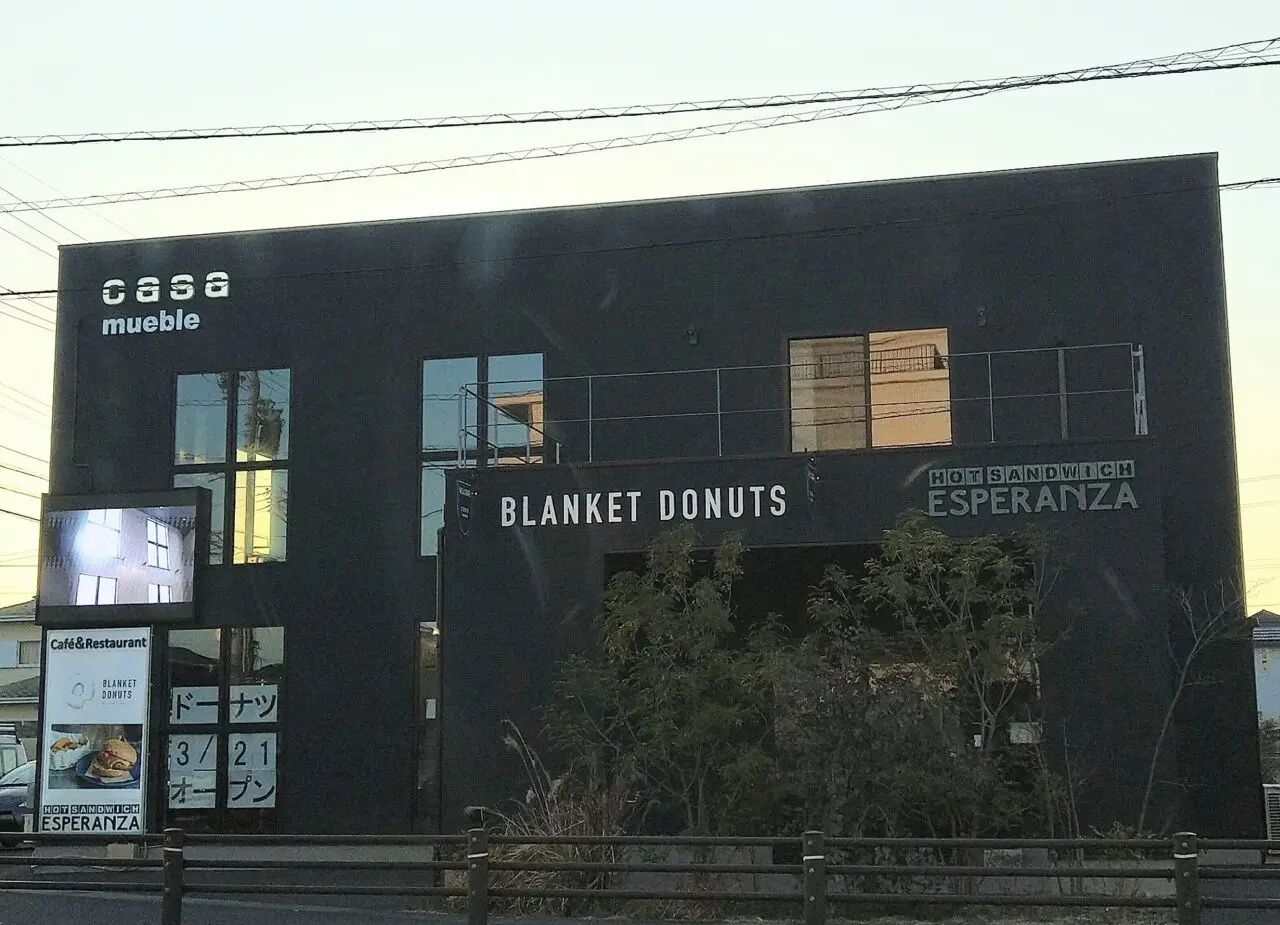 casa
mueble
BLANKET DONUTS
HOT SANDWICH
ESPERANZA
Café&Restaurant
BLANKET
DONUTS
HOT SANDWICH
ESPERANZA
ドーナツ
3/21
オープン